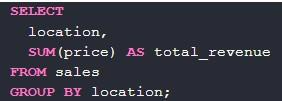 SELECT
  location,
  SUM(price) AS total_revenue
FROM sales
GROUP BY location;